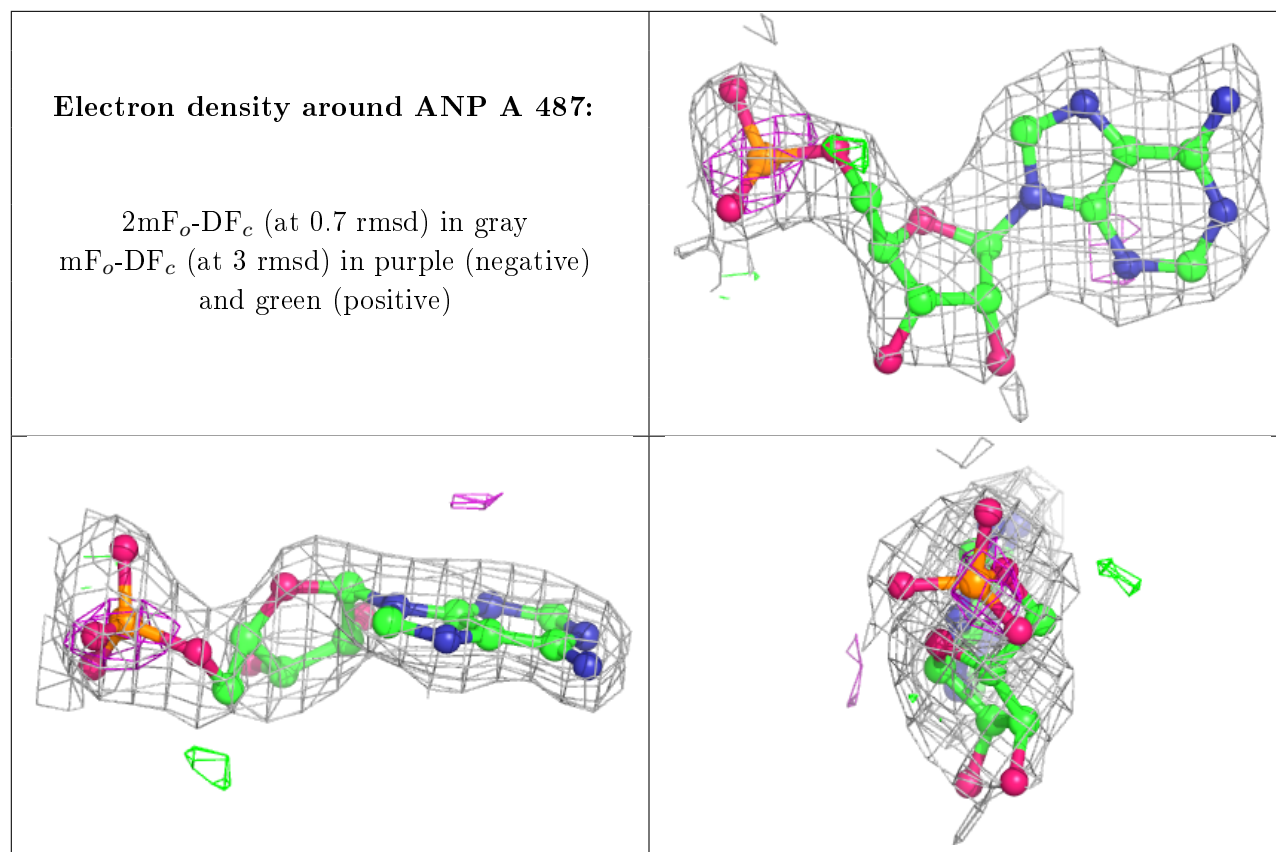 Electron density around ANP A 487:
2mFo-DFc (at 0.7 rmsd) in gray
mFo-DFc (at 3 rmsd) in purple (negative)
and green (positive)